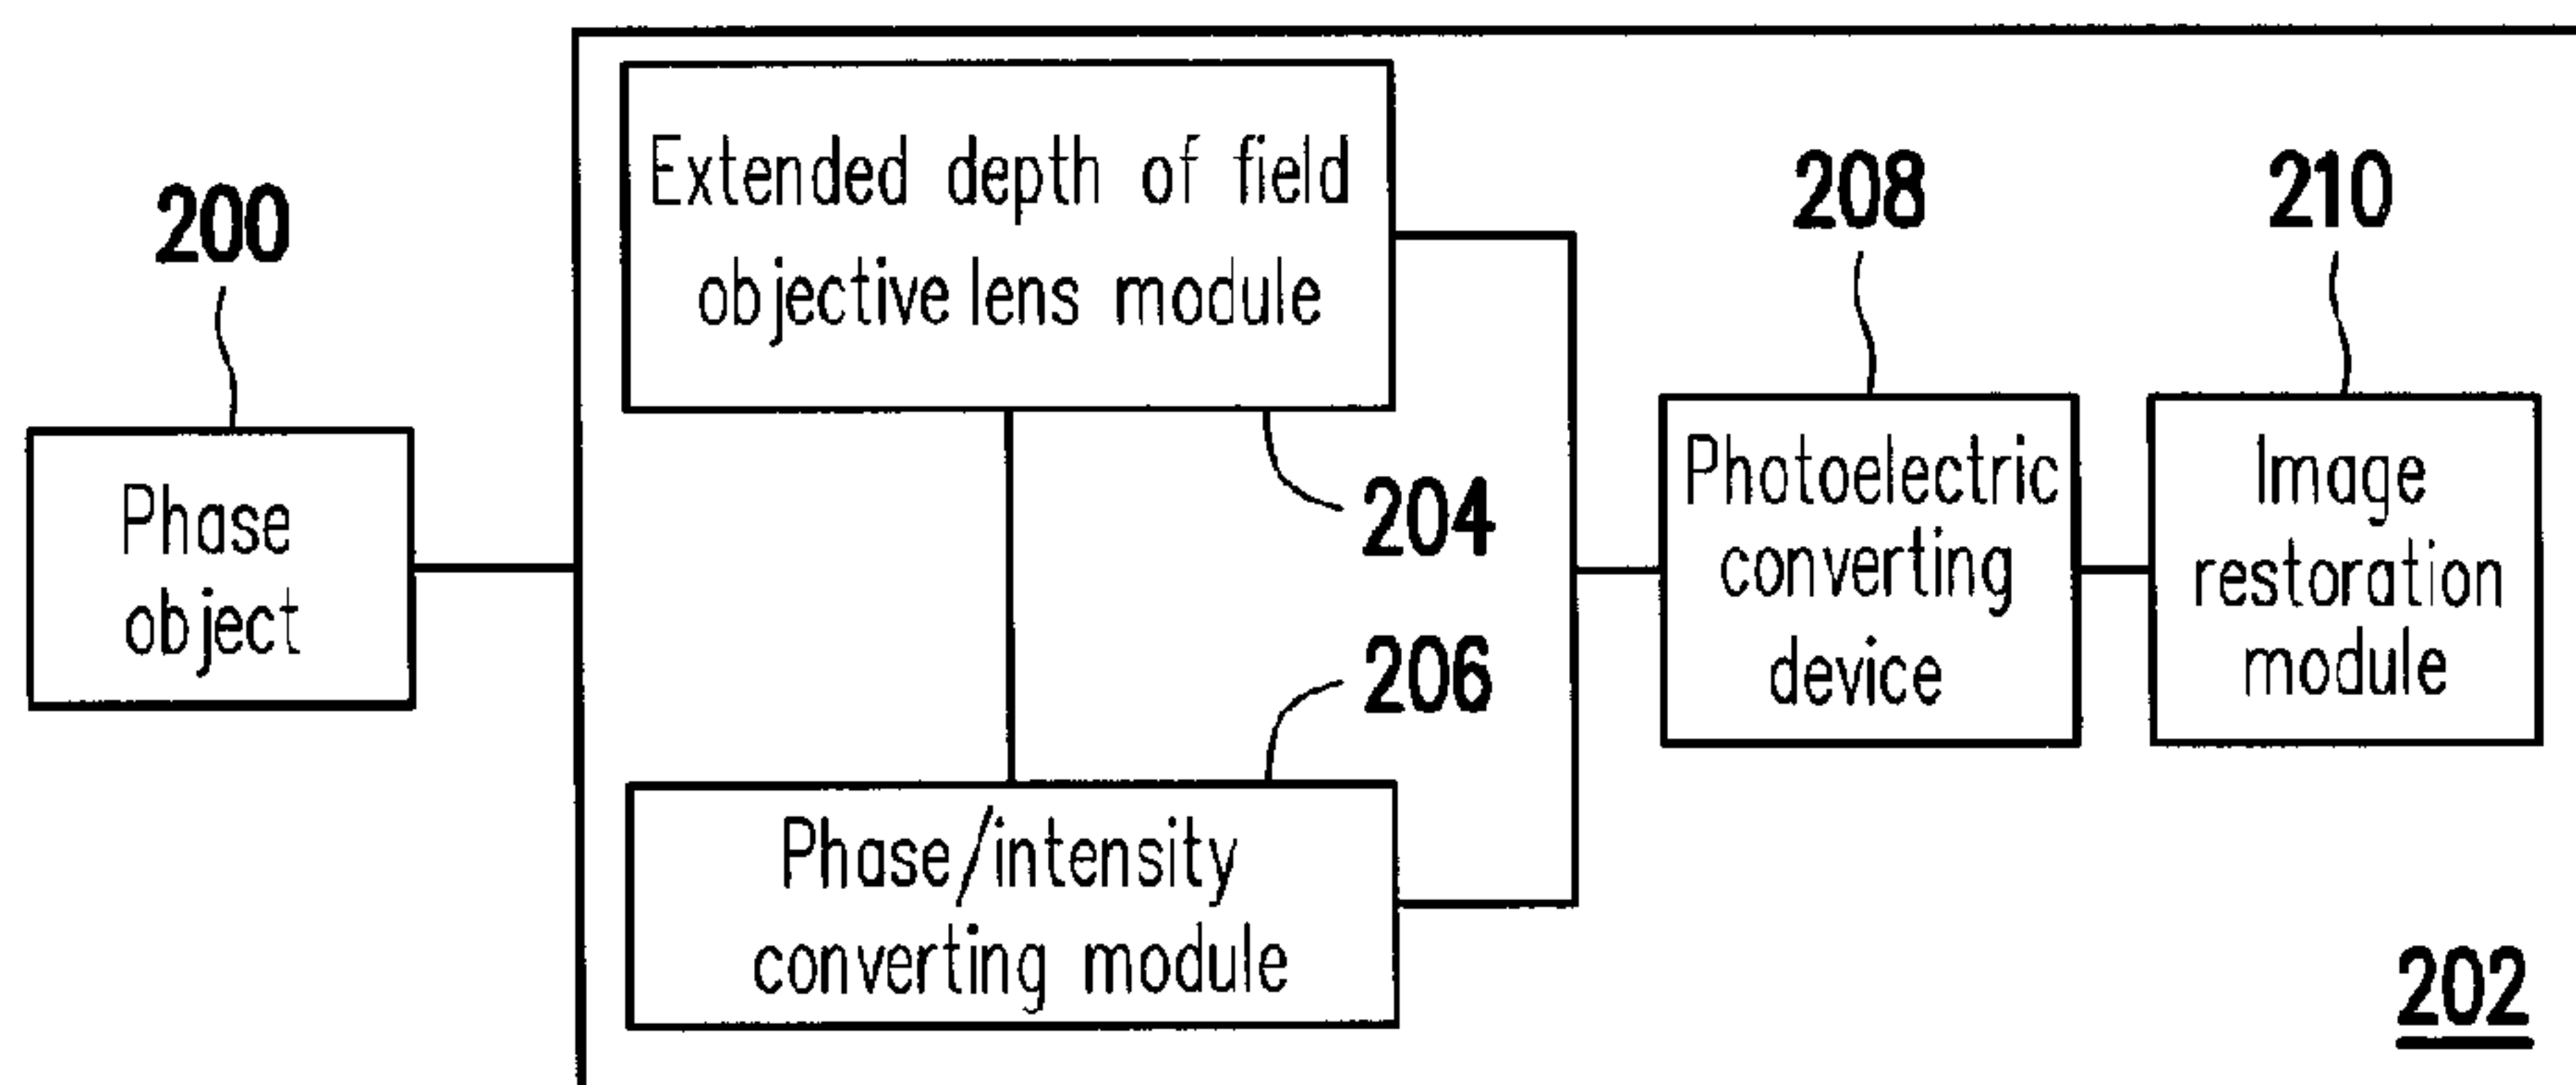 200
Phase
object
Extended depth of field
objective lens module
204
206
Phase/intensity
converting module
208
Photoelectric
converting
device
210
Image
restoration
module
202